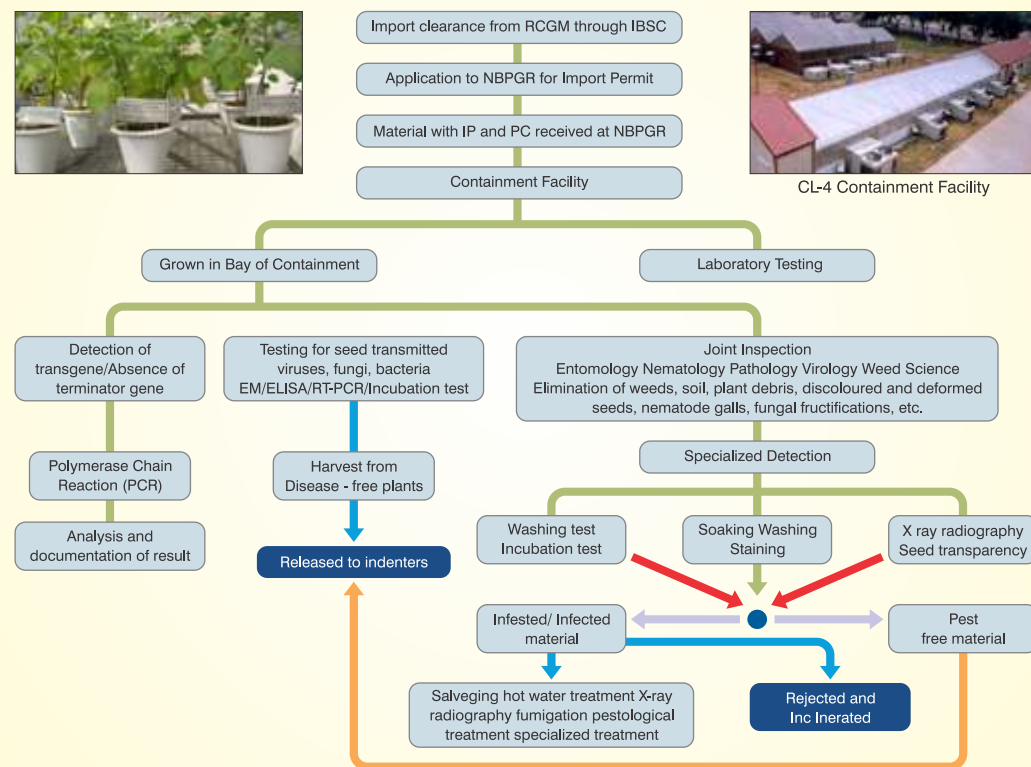 Import clearance from RCGM through IBSC
Application to NBPGR for Import Permit
Material with IP and PC received at NBPGR
Containment Facility
CL-4 Containment Facility
Grown in Bay of Containment
Laboratory Testing
Detection of
transgene/Absence of
terminator gene
Testing for seed transmitted
viruses, fungi, bacteria
EM/ELISA/RT-PCR/Incubation test
Joint Inspection
Entomology Nematology Pathology Virology Weed Science
Elimination of weeds, soil, plant debris, discoloured and deformed
seeds, nematode galls, fungal fructifications, etc.
Polymerase Chain
Reaction (PCR)
Harvest from
Disease - free plants
Specialized Detection
Analysis and
documentation of result
Released to indenters
Washing test
Incubation test
Soaking Washing
Staining
X ray radiography
Seed transparency
Infested/ Infected
material
Pest
free material
Salveging hot water treatment X-ray
radiography fumigation pestological
treatment specialized treatment
Rejected and
Inc Inerated